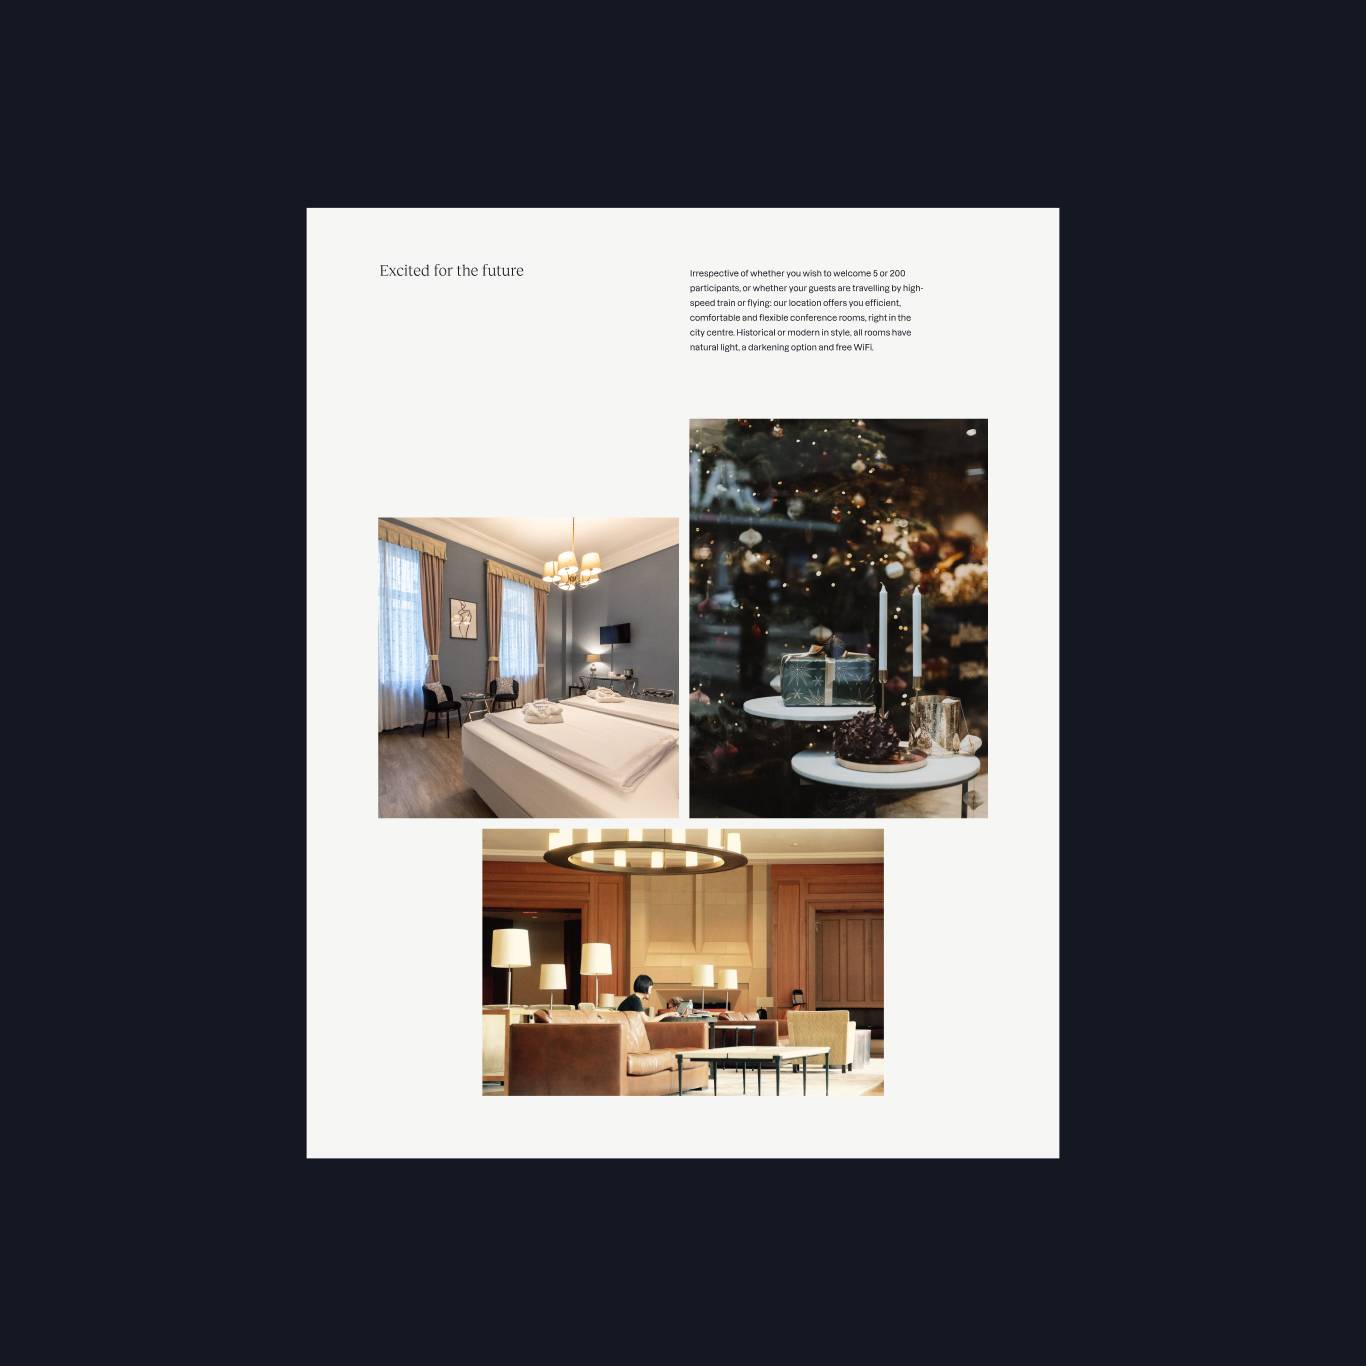 Excited for the future
Irrespective of whether you wish to welcome 5 or 200
participants, or whether your guests are travelling by high-
speed train or flying: our location offers you efficient,
comfortable and flexible conference rooms, right in the
city centre. Historical or modern in style, all rooms have
natural light, a darkening option and free WiFi.